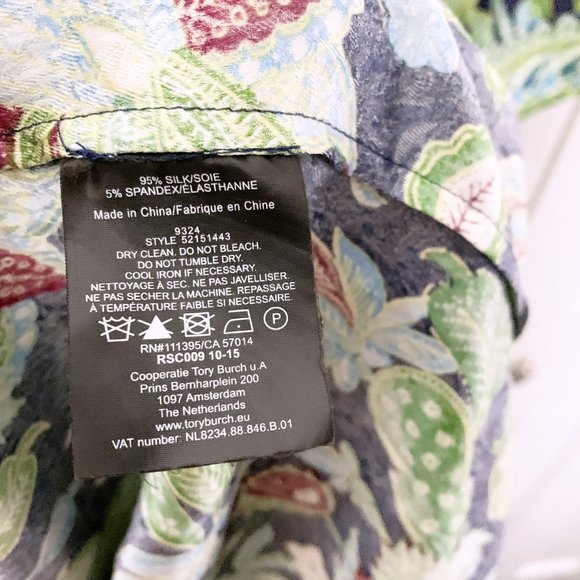 95% SILK/SOIE
5% SPANDEX/ÉLASTHANNE
Made in China/Fabrique en Chine
9324
STYLE 52151443
DRY CLEAN. DO NOT BLEACH.
DO NOT TUMBLE DRY.
COOL IRON IF NECESSARY.
NETTOYAGE À SEC. NE PAS JAVELLISER.
NE PAS SECHER LA MACHINE. REPASSAGE
À TEMPÉRATURE FAIBLE SI NECESSAIRE.
P
RN#111395/CA 57014
RSC009 10-15
Cooperatie Tory Burch u.A
Prins Bernharplein 200
1097 Amsterdam
The Netherlands
www.toryburch.eu
VAT number: NL8234.88.846.B.01